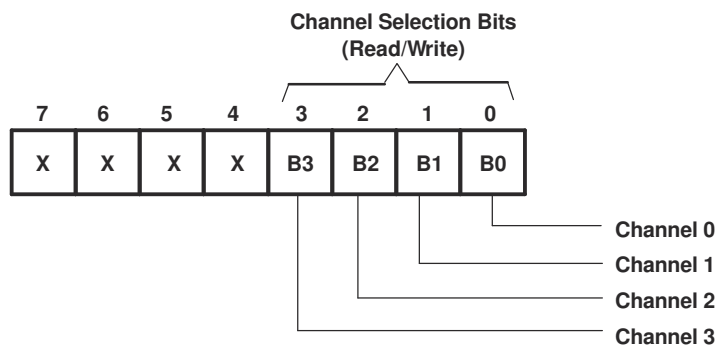 Channel Selection Bits
(Read/Write)
7 6 5 4 3 2 1 0
X X X X B3 B2 B1 B0
Channel 0
Channel 1
Channel 2
Channel 3